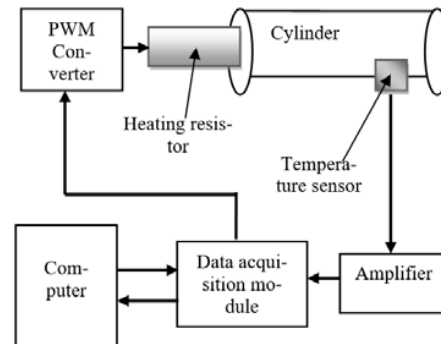 PWM
Con-
verter
Cylinder
Heating resis-
tor
Tempera-
ture sensor
Com-
puter
Data acqui-
sition mo-
dule
Amplifier